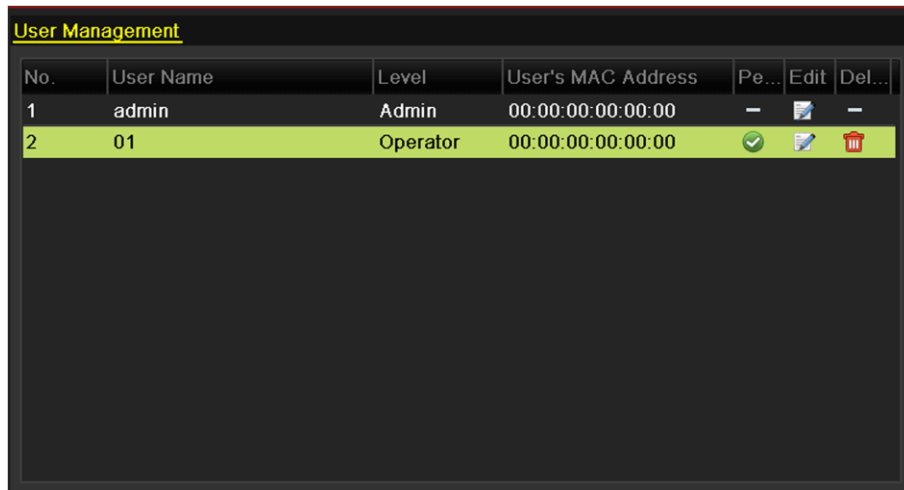 User Management
No. User Name Level User's MAC Address Pe... Edit Del...
1 admin Admin 00:00:00:00:00:00 – –
2 01 Operator 00:00:00:00:00:00